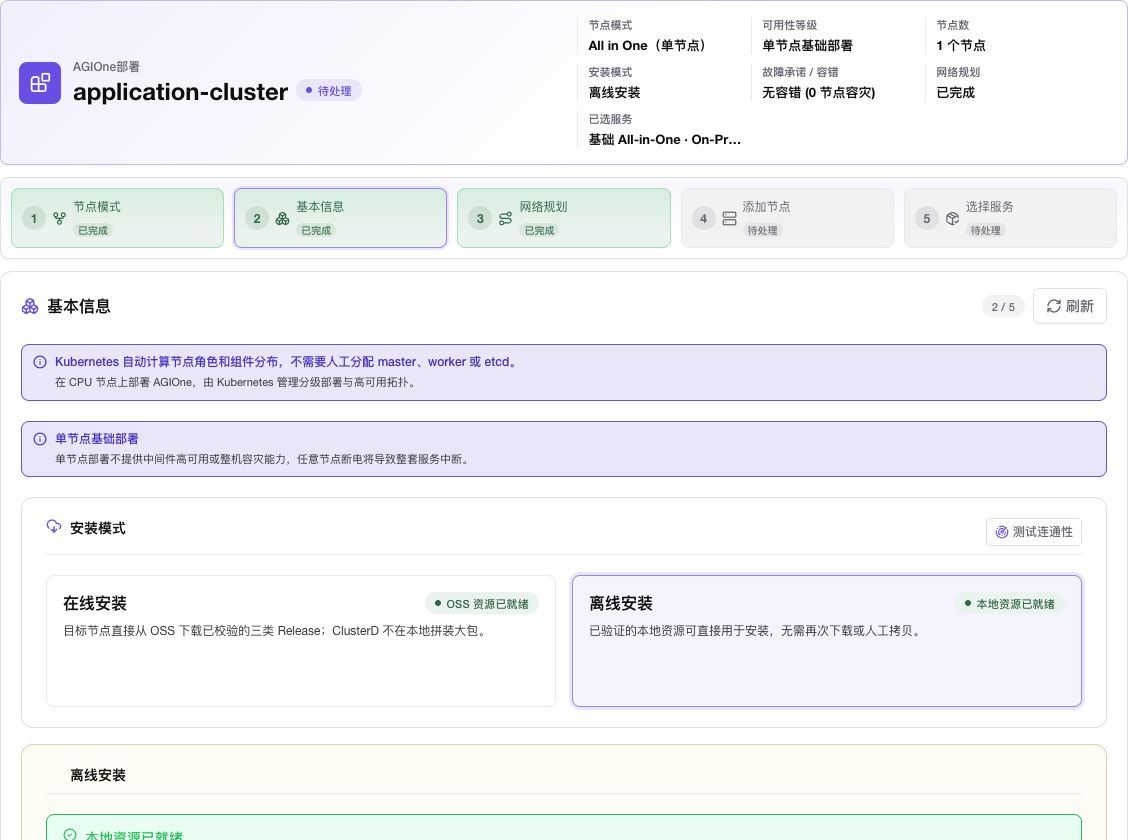 AGIOne部署
application-cluster
待处理
节点模式
All in One（单节点）
可用性等级
单节点基础部署
节点数
1 个节点
安装模式
离线安装
故障承诺 / 容错
无容错 (0 节点容灾)
网络规划
已完成
已选服务
基础 All-in-One · On-Pr...
1
节点模式
已完成
2
基本信息
已完成
3
网络规划
已完成
4
添加节点
待处理
5
选择服务
待处理
基本信息
2 / 5
刷新
Kubernetes 自动计算节点角色和组件分布，不需要人工分配 master、worker 或 etcd。
在 CPU 节点上部署 AGIOne，由 Kubernetes 管理分级部署与高可用拓扑。
单节点基础部署
单节点部署不提供中间件高可用或整机容灾能力，任意节点断电将导致整套服务中断。
安装模式
测试连通性
在线安装
OSS 资源已就绪
目标节点直接从 OSS 下载已校验的三类 Release；ClusterD 不在本地拼装大包。
离线安装
本地资源已就绪
已验证的本地资源可直接用于安装，无需再次下载或人工拷贝。
离线安装
本地资源已就绪